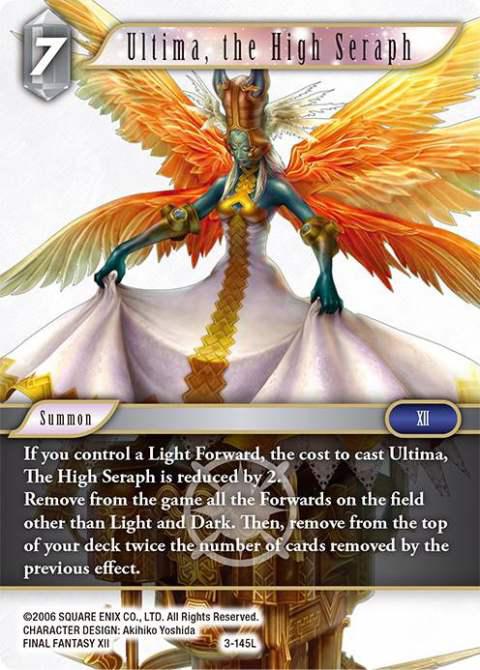 7
Ultima, the High Seraph
Summon
XII
If you control a Light Forward, the cost to cast Ultima,
The High Seraph is reduced by 2.
Remove from the game all the Forwards on the field
other than Light and Dark. Then, remove from the top
of your deck twice the number of cards removed by the
previous effect.
©2006 SQUARE ENIX CO., LTD. All Rights Reserved.
CHARACTER DESIGN: Akihiko Yoshida
FINAL FANTASY XII
3-145L